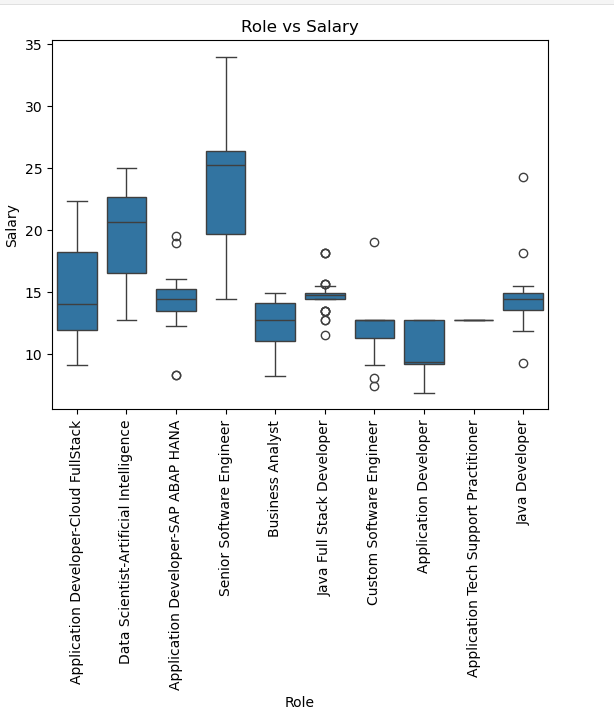 Role vs Salary
35
30
25
20
15
10
Salary
Application Developer-Cloud FullStack
Data Scientist-Artificial Intelligence
Application Developer-SAP ABAP HANA
Senior Software Engineer
Business Analyst
Java Full Stack Developer
Custom Software Engineer
Application Developer
Application Tech Support Practitioner
Java Developer
Role